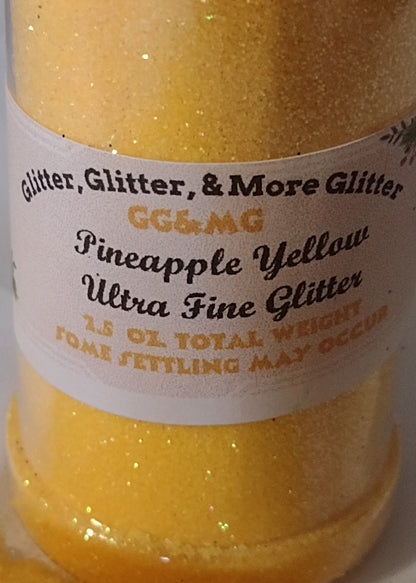 Glitter, Glitter, & More Glitter
GG&MG
Pineapple Yellow
Ultra Fine Glitter
2.5 OZ. TOTAL WEIGHT
SOME SETTLING MAY OCCUR